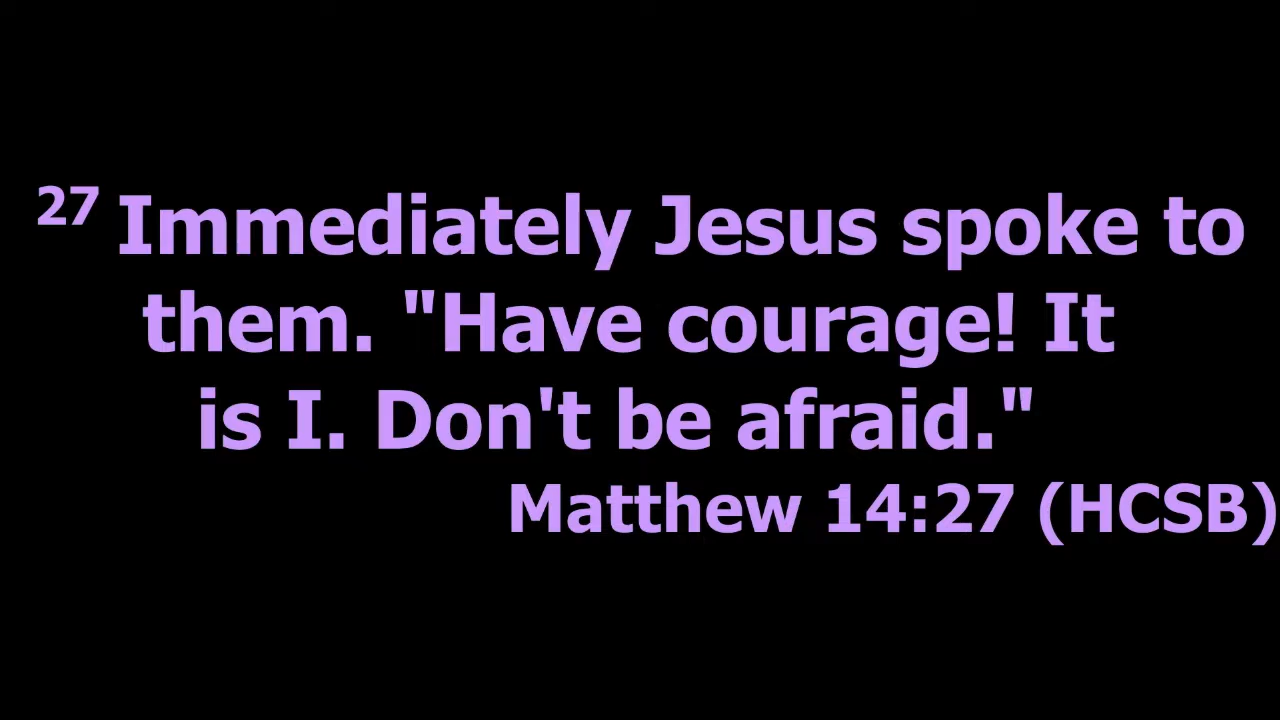 27 Immediately Jesus spoke to
them. "Have courage! It
is I. Don't be afraid."
Matthew 14:27 (HCSB)